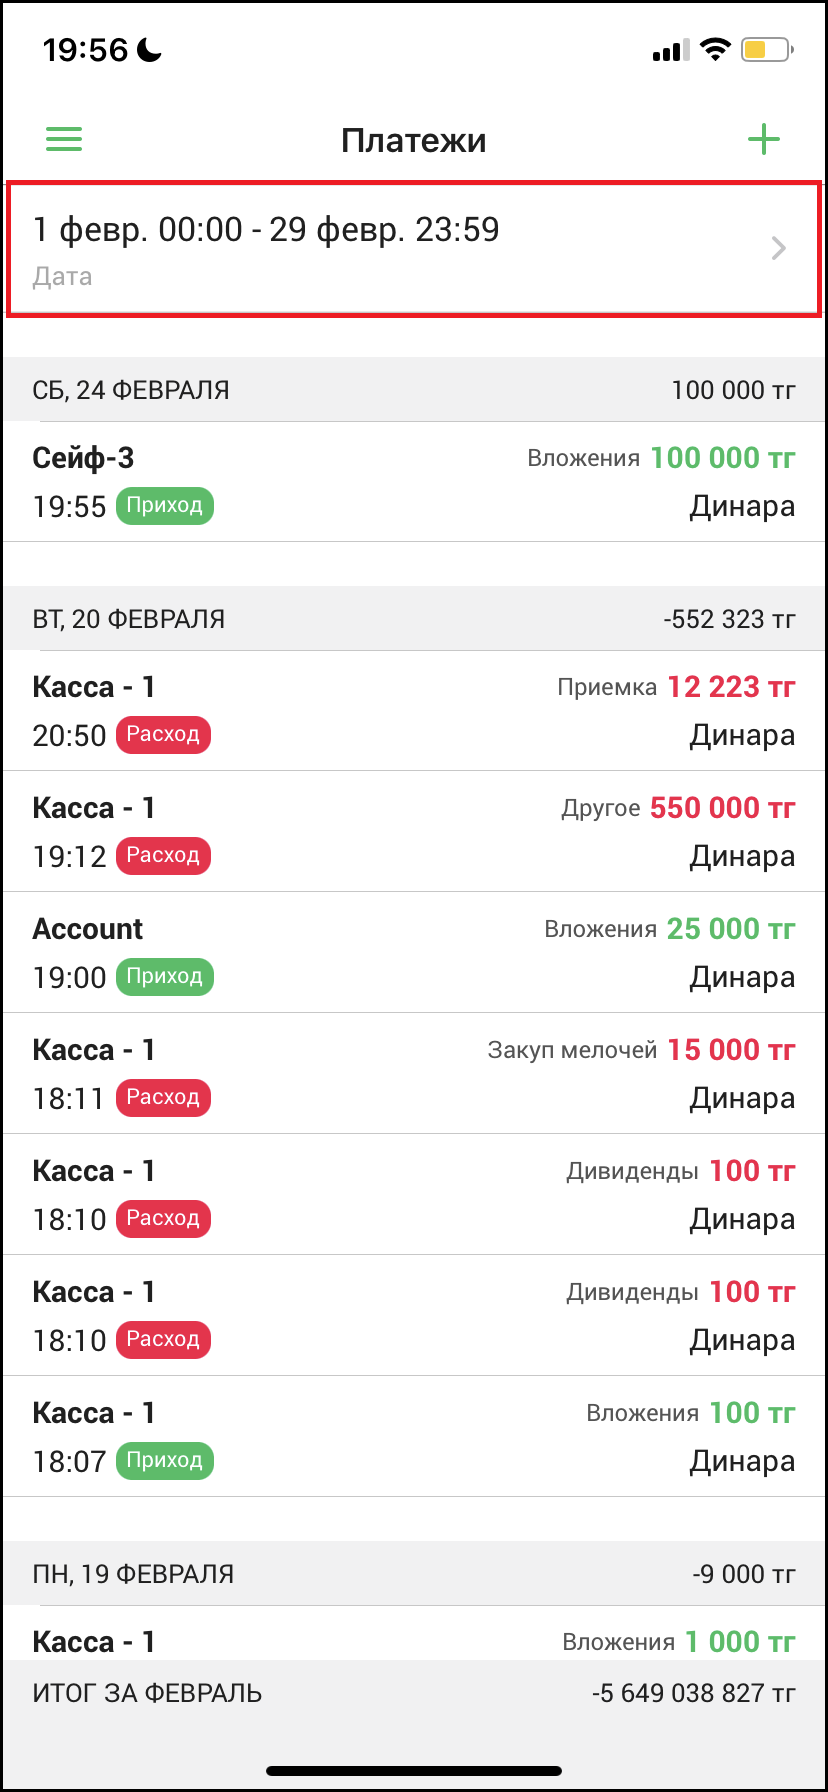 19:56
Платежи
1 февр. 00:00 - 29 февр. 23:59
Дата
СБ, 24 ФЕВРАЛЯ 100 000 тг
Сейф-3 Вложения 100 000 тг
19:55 Приход Динара
ВТ, 20 ФЕВРАЛЯ -552 323 тг
Касса - 1 Приемка 12 223 тг
20:50 Расход Динара
Касса - 1 Другое 550 000 тг
19:12 Расход Динара
Account Вложения 25 000 тг
19:00 Приход Динара
Касса - 1 Закуп мелочей 15 000 тг
18:11 Расход Динара
Касса - 1 Дивиденды 100 тг
18:10 Расход Динара
Касса - 1 Дивиденды 100 тг
18:10 Расход Динара
Касса - 1 Вложения 100 тг
18:07 Приход Динара
ПН, 19 ФЕВРАЛЯ -9 000 тг
Касса - 1 Вложения 1 000 тг
ИТОГ ЗА ФЕВРАЛЬ -5 649 038 827 тг